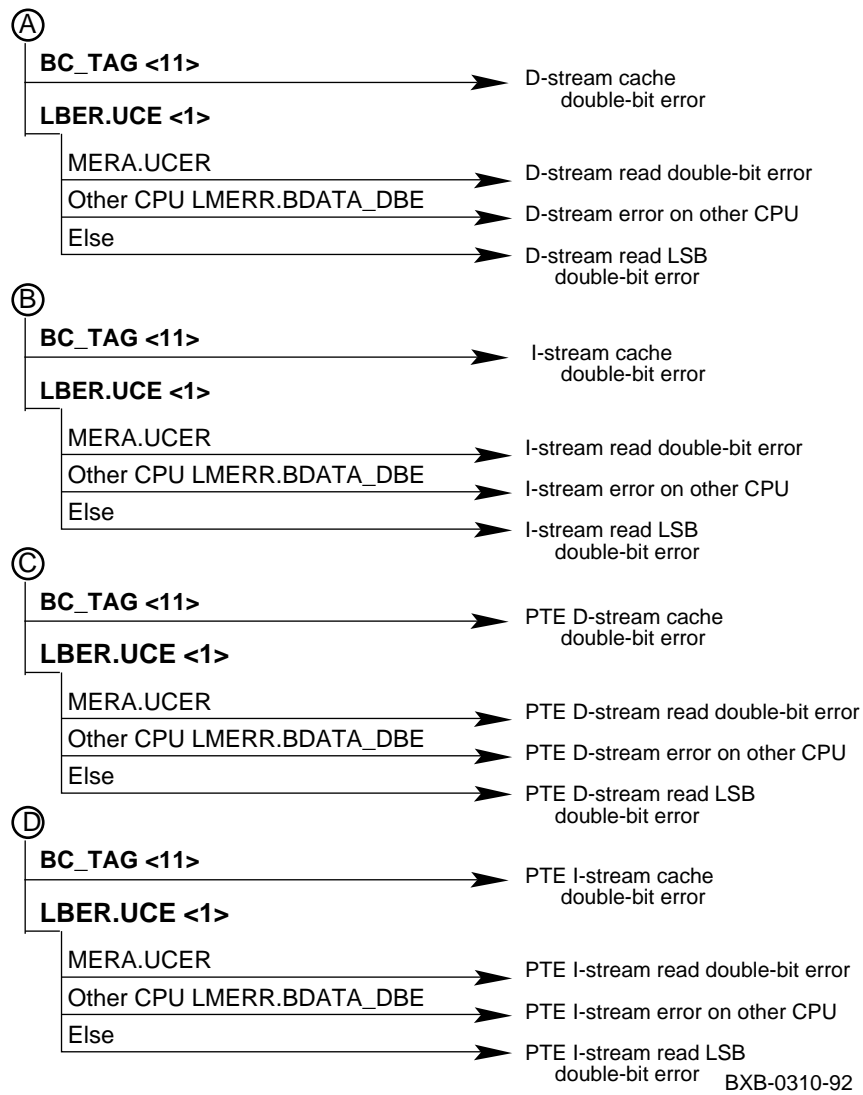 A
BC_TAG <11>
D-stream cache
double-bit error
LBER.UCE <1>
MERA.UCER
D-stream read double-bit error
Other CPU LMERR.BDATA_DBE
D-stream error on other CPU
Else
D-stream read LSB
double-bit error
B
BC_TAG <11>
I-stream cache
double-bit error
LBER.UCE <1>
MERA.UCER
I-stream read double-bit error
Other CPU LMERR.BDATA_DBE
I-stream error on other CPU
Else
I-stream read LSB
double-bit error
C
BC_TAG <11>
PTE D-stream cache
double-bit error
LBER.UCE <1>
MERA.UCER
PTE D-stream read double-bit error
Other CPU LMERR.BDATA_DBE
PTE D-stream error on other CPU
Else
PTE D-stream read LSB
double-bit error
D
BC_TAG <11>
PTE I-stream cache
double-bit error
LBER.UCE <1>
MERA.UCER
PTE I-stream read double-bit error
Other CPU LMERR.BDATA_DBE
PTE I-stream error on other CPU
Else
PTE I-stream read LSB
double-bit error
BXB-0310-92